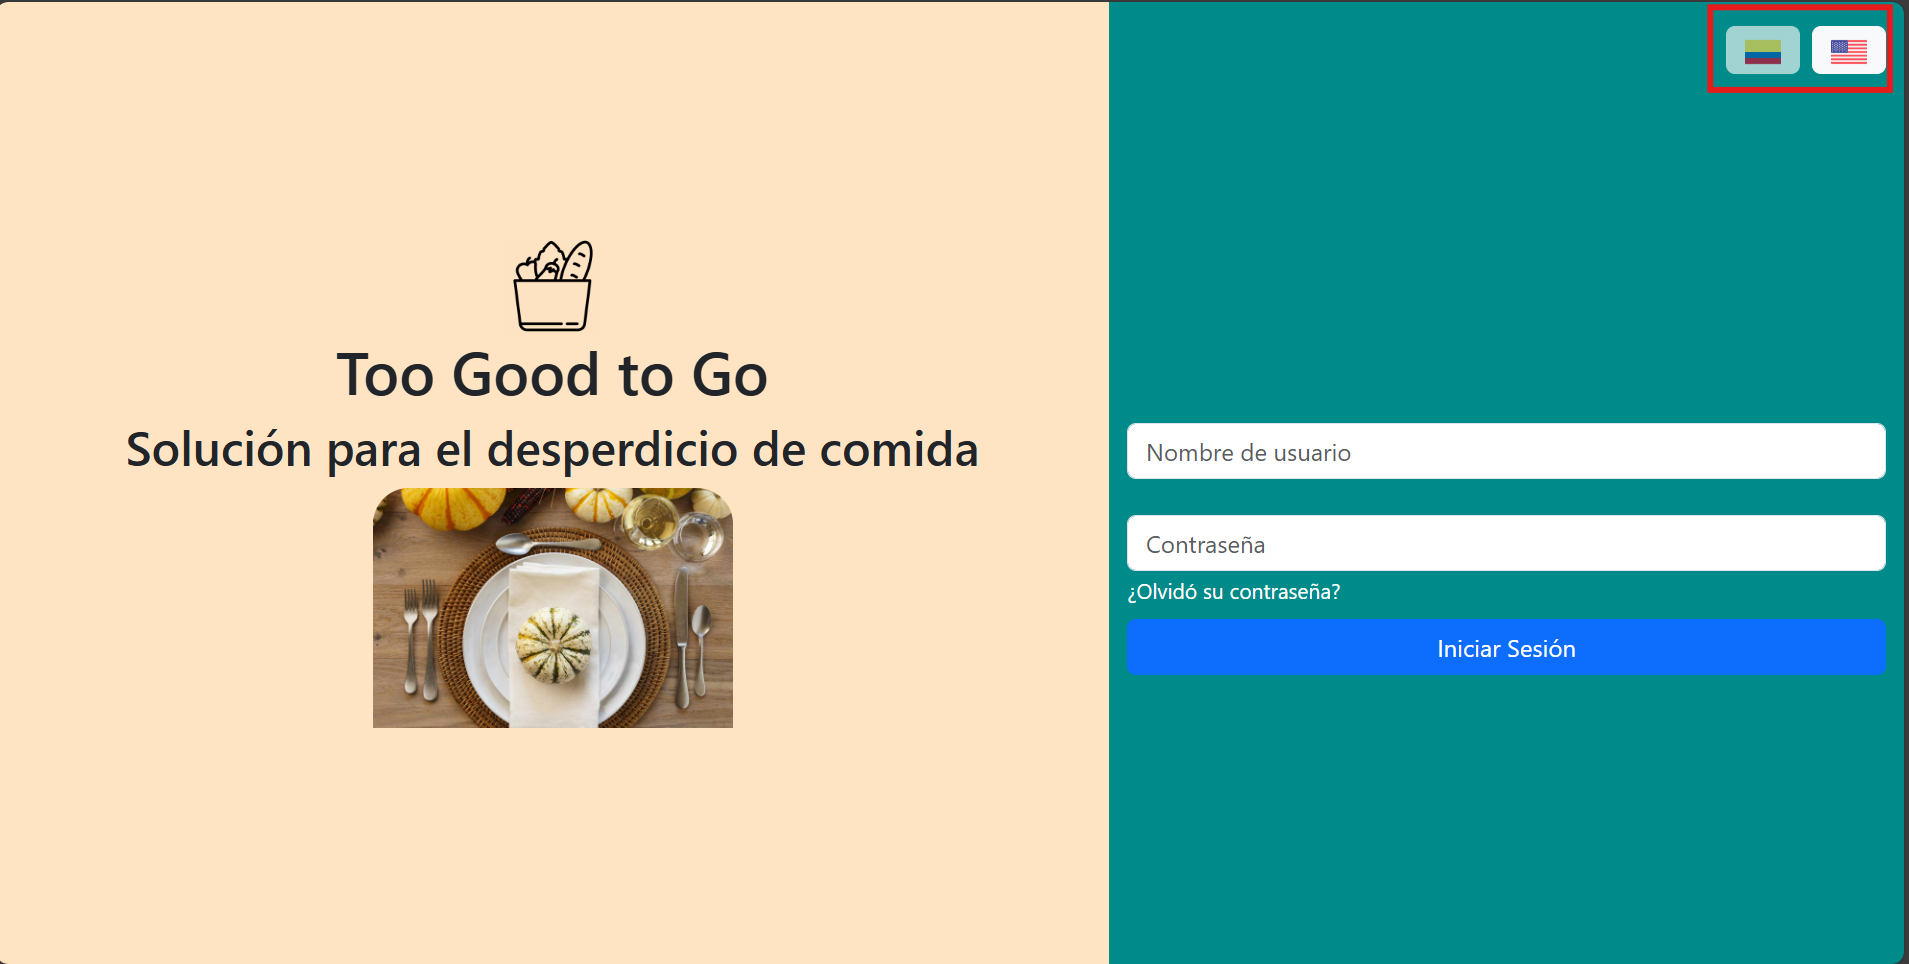 Too Good to Go
Solución para el desperdicio de comida
Nombre de usuario
Contraseña
¿Olvidó su contraseña?
Iniciar Sesión